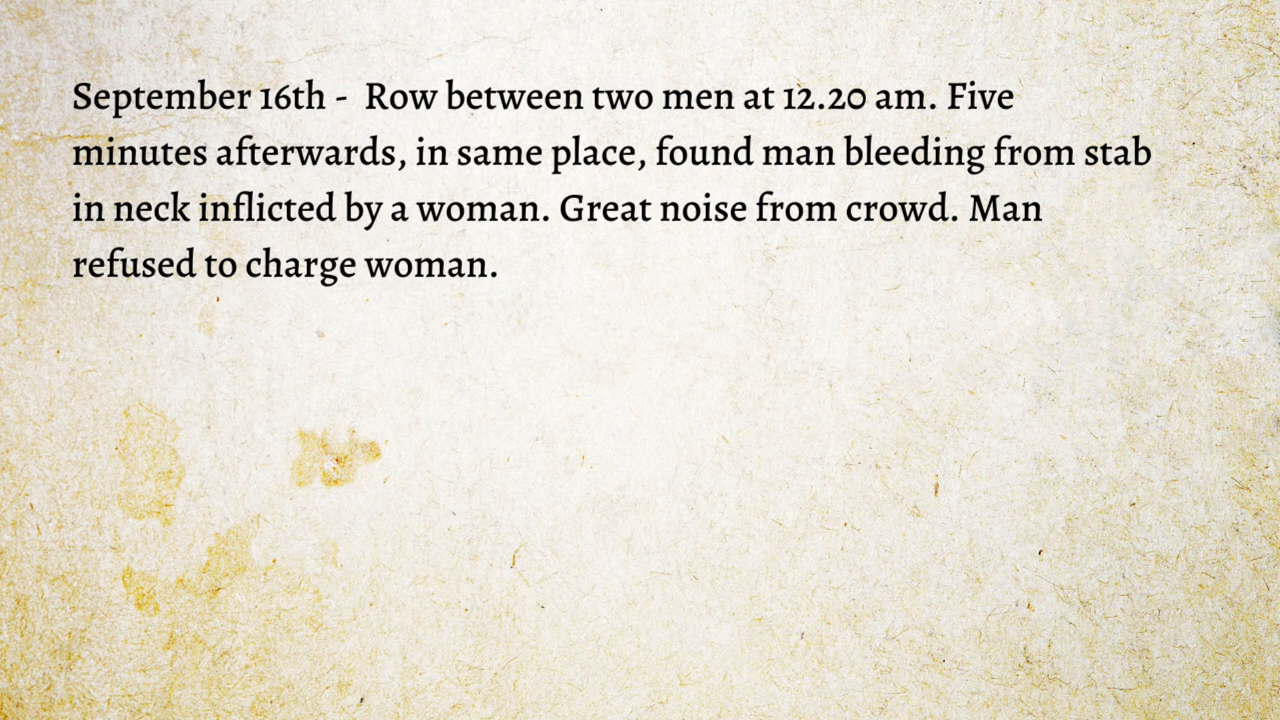 September 16th -  Row between two men at 12.20 am. Five
minutes afterwards, in same place, found man bleeding from stab
in neck inflicted by a woman. Great noise from crowd. Man
refused to charge woman.